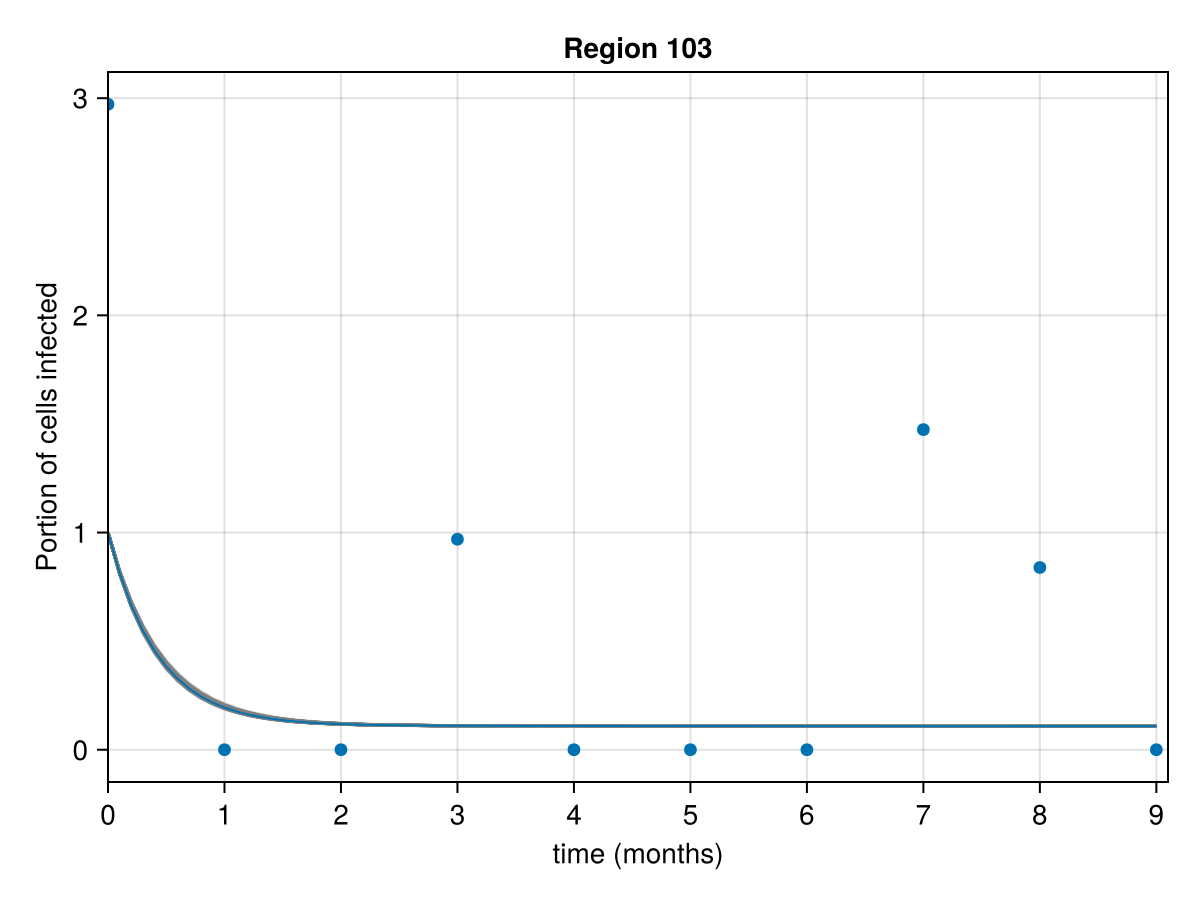 Region 103
3
2
1
0
Portion of cells infected
0 1 2 3 4 5 6 7 8 9
time (months)